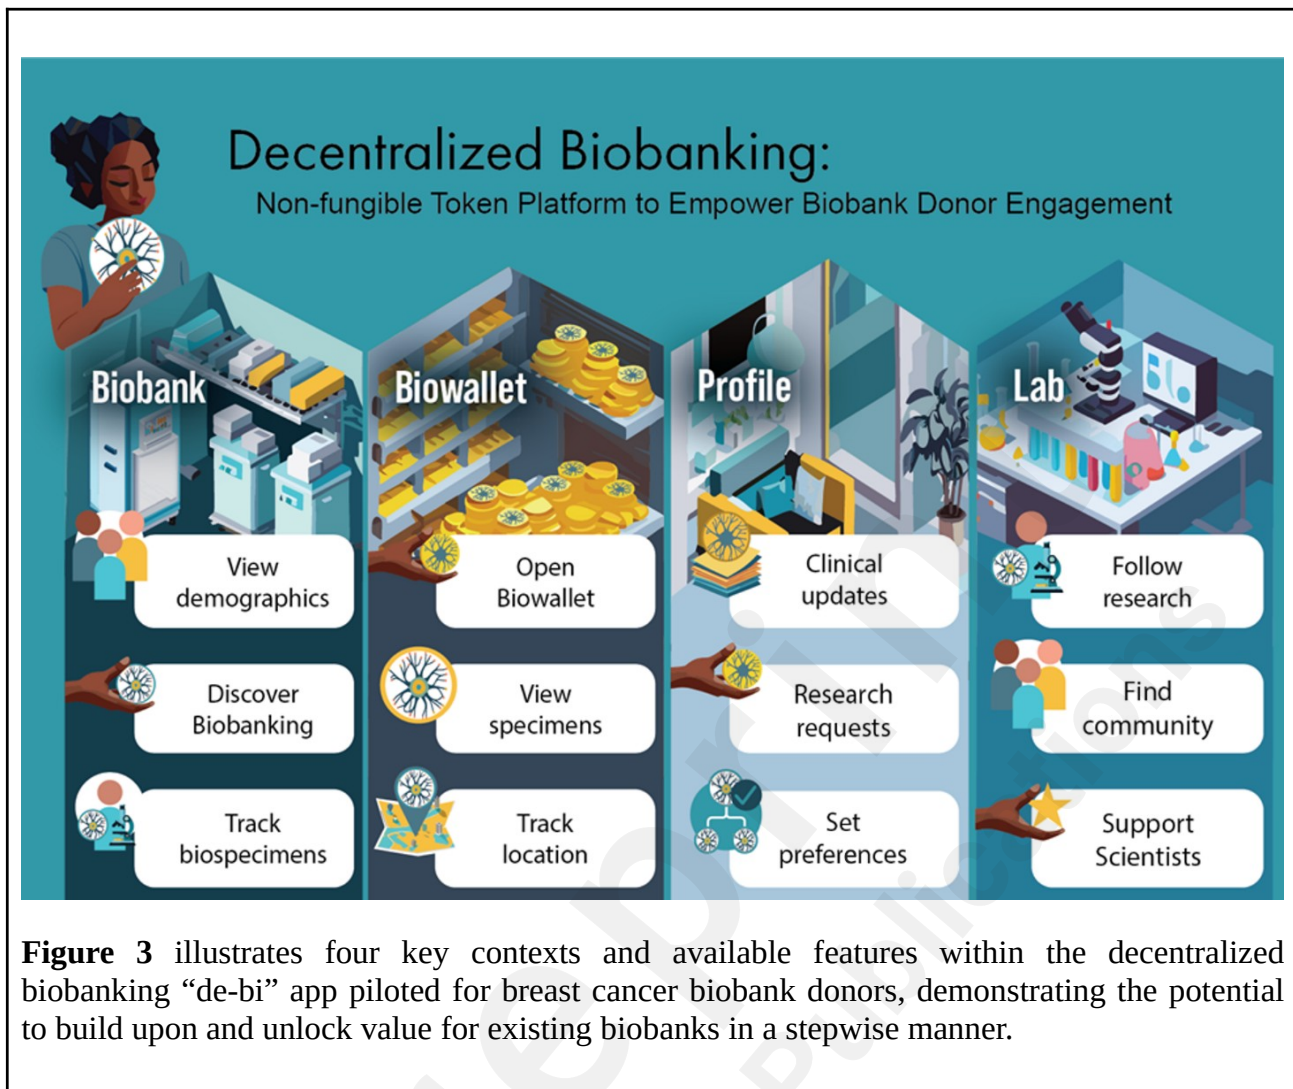 Decentralized Biobanking:
Non-fungible Token Platform to Empower Biobank Donor Engagement
Biobank
View
demographics
Discover
Biobanking
Track
biospecimens
Biowallet
Open
Biowallet
View
specimens
Track
location
Profile
Clinical
updates
Research
requests
Set
preferences
Lab
Follow
research
Find
community
Support
Scientists
Figure 3 illustrates four key contexts and available features within the decentralized
biobanking “de-bi” app piloted for breast cancer biobank donors, demonstrating the potential
to build upon and unlock value for existing biobanks in a stepwise manner.
Publications